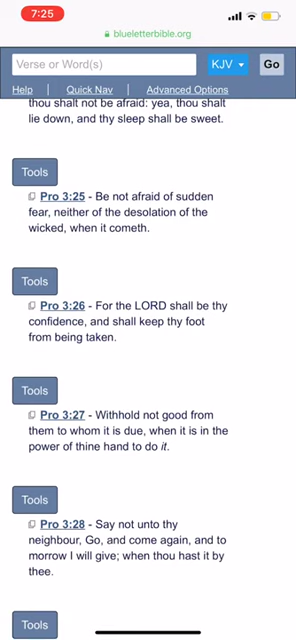 7:25
blueletterbible.org
Verse or Word(s)
KJV
Go
Help | Quick Nav | Advanced Options
thou shalt not be afraid: yea, thou shalt
lie down, and thy sleep shall be sweet.
Tools
Pro 3:25 - Be not afraid of sudden
fear, neither of the desolation of the
wicked, when it cometh.
Tools
Pro 3:26 - For the LORD shall be thy
confidence, and shall keep thy foot
from being taken.
Tools
Pro 3:27 - Withhold not good from
them to whom it is due, when it is in the
power of thine hand to do it.
Tools
Pro 3:28 - Say not unto thy
neighbour, Go, and come again, and to
morrow I will give; when thou hast it by
thee.
Tools